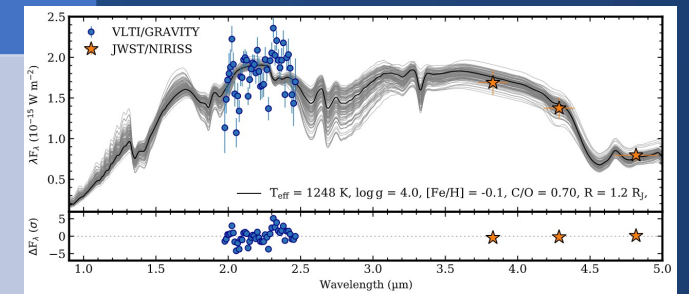 VLTI/GRAVITY
JWST/NIRISS
λFλ (10⁻¹⁵ W m⁻²)
2.5
2.0
1.5
1.0
0.5
T_eff = 1248 K, log g = 4.0, [Fe/H] = -0.1, C/O = 0.70, R = 1.2 R_J,
ΔFλ (σ)
5
0
−5
1.0 1.5 2.0 2.5 3.0 3.5 4.0 4.5 5.0
Wavelength (μm)